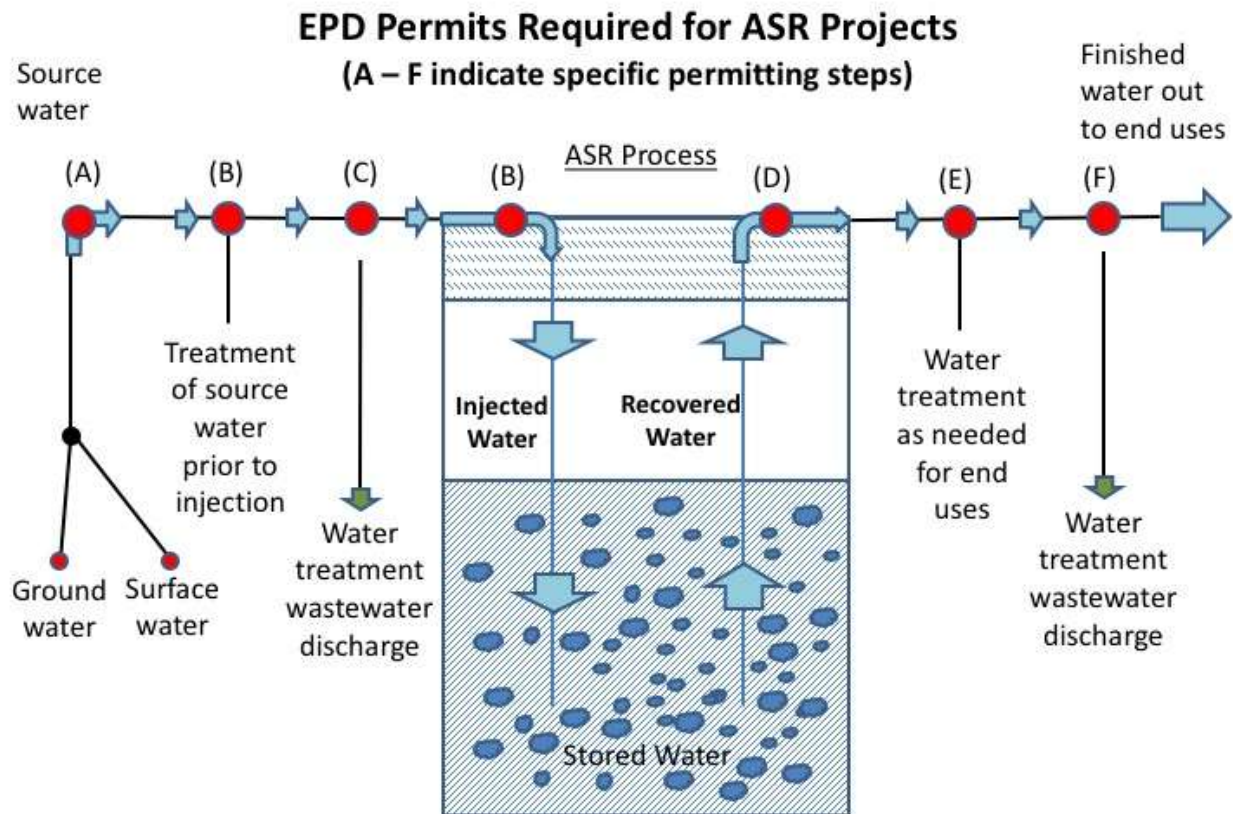 EPD Permits Required for ASR Projects
(A – F indicate specific permitting steps)
Source
water
Finished
water out
to end uses
ASR Process
(A)
(B)
(C)
(B)
(D)
(E)
(F)
Treatment
of source
water
prior to
injection
Injected
Water
Recovered
Water
Water
treatment
as needed
for end
uses
Water
treatment
wastewater
discharge
Water
treatment
wastewater
discharge
Ground
water
Surface
water
Stored Water